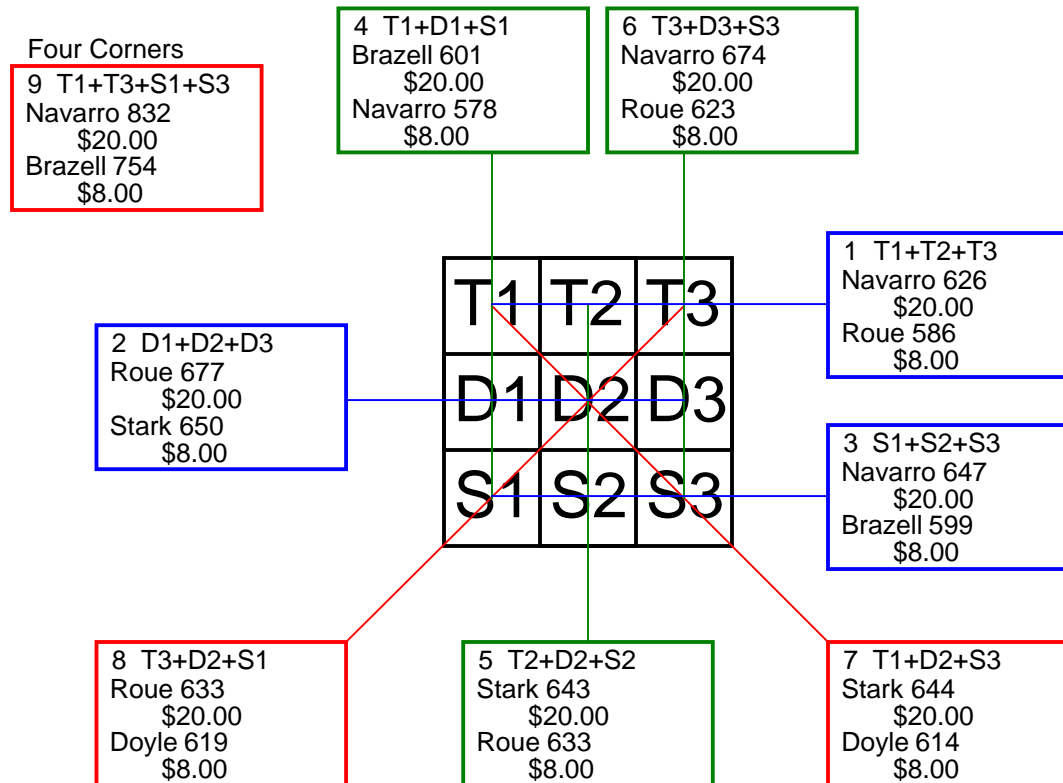 Four Corners
9 T1+T3+S1+S3
Navarro 832
$20.00
Brazell 754
$8.00
4 T1+D1+S1
Brazell 601
$20.00
Navarro 578
$8.00
6 T3+D3+S3
Navarro 674
$20.00
Roue 623
$8.00
1 T1+T2+T3
Navarro 626
$20.00
Roue 586
$8.00
2 D1+D2+D3
Roue 677
$20.00
Stark 650
$8.00
T1 T2 T3
D1 D2 D3
S1 S2 S3
3 S1+S2+S3
Navarro 647
$20.00
Brazell 599
$8.00
8 T3+D2+S1
Roue 633
$20.00
Doyle 619
$8.00
5 T2+D2+S2
Stark 643
$20.00
Roue 633
$8.00
7 T1+D2+S3
Stark 644
$20.00
Doyle 614
$8.00